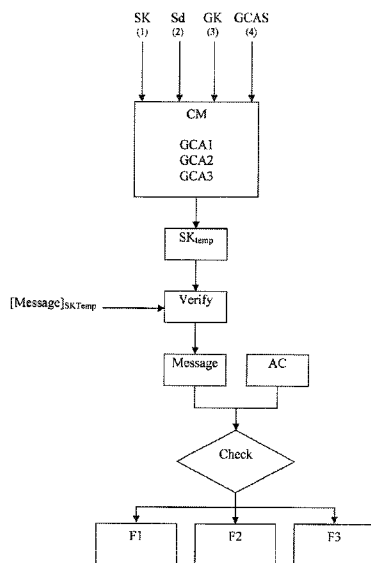 SK Sd GK GCAS
(1) (2) (3) (4)
CM
GCA1
GCA2
GCA3
SKtemp
[Message]SKTemp
Verify
Message AC
Check
F1 F2 F3